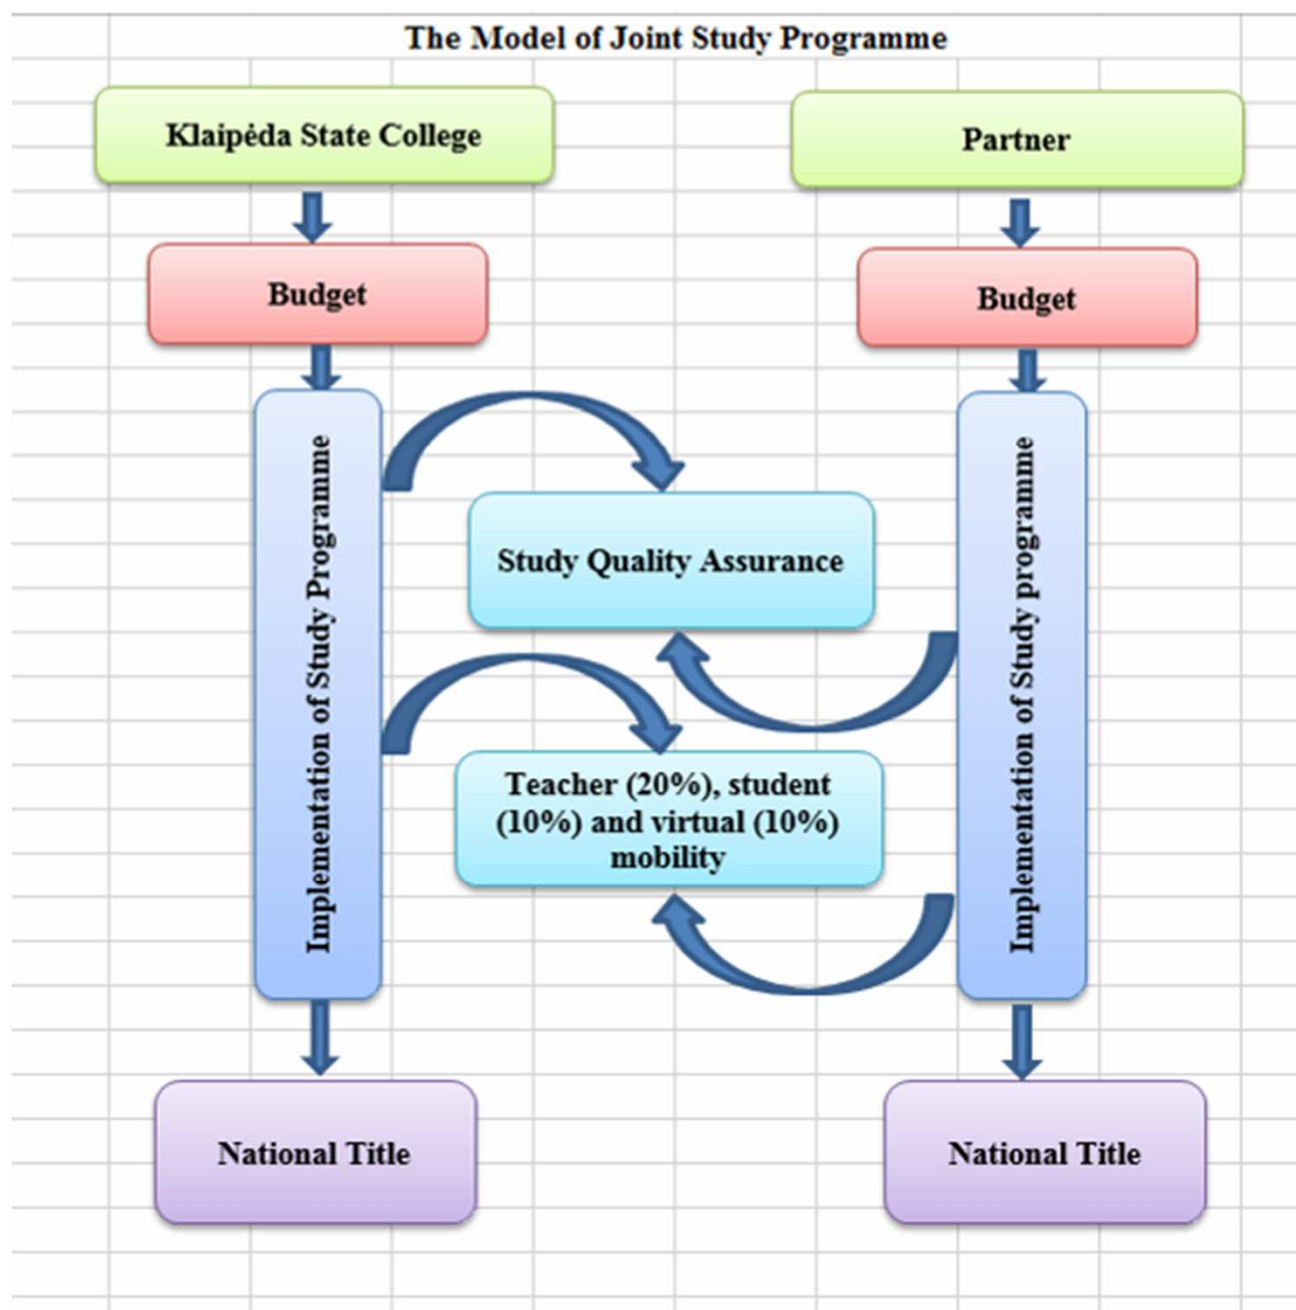 The Model of Joint Study Programme
Klaipėda State College
Partner
Budget
Budget
Implementation of Study Programme
Study Quality Assurance
Implementation of Study programme
Teacher (20%), student
(10%) and virtual (10%)
mobility
National Title
National Title